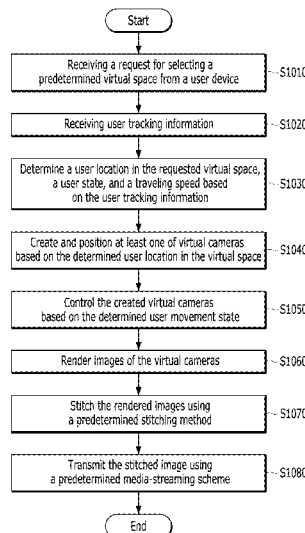 Start
Receiving a request for selecting a
predetermined virtual space from a user device
S1010
Receiving user tracking information
S1020
Determine a user location in the requested virtual space,
a user state, and a traveling speed based
on the user tracking information
S1030
Create and position at least one of virtual cameras
based on the determined user location in the virtual space
S1040
Control the created virtual cameras
based on the determined user movement state
S1050
Render images of the virtual cameras
S1060
Stitch the rendered images using
a predetermined stitching method
S1070
Transmit the stitched image using
a predetermined media-streaming scheme
S1080
End